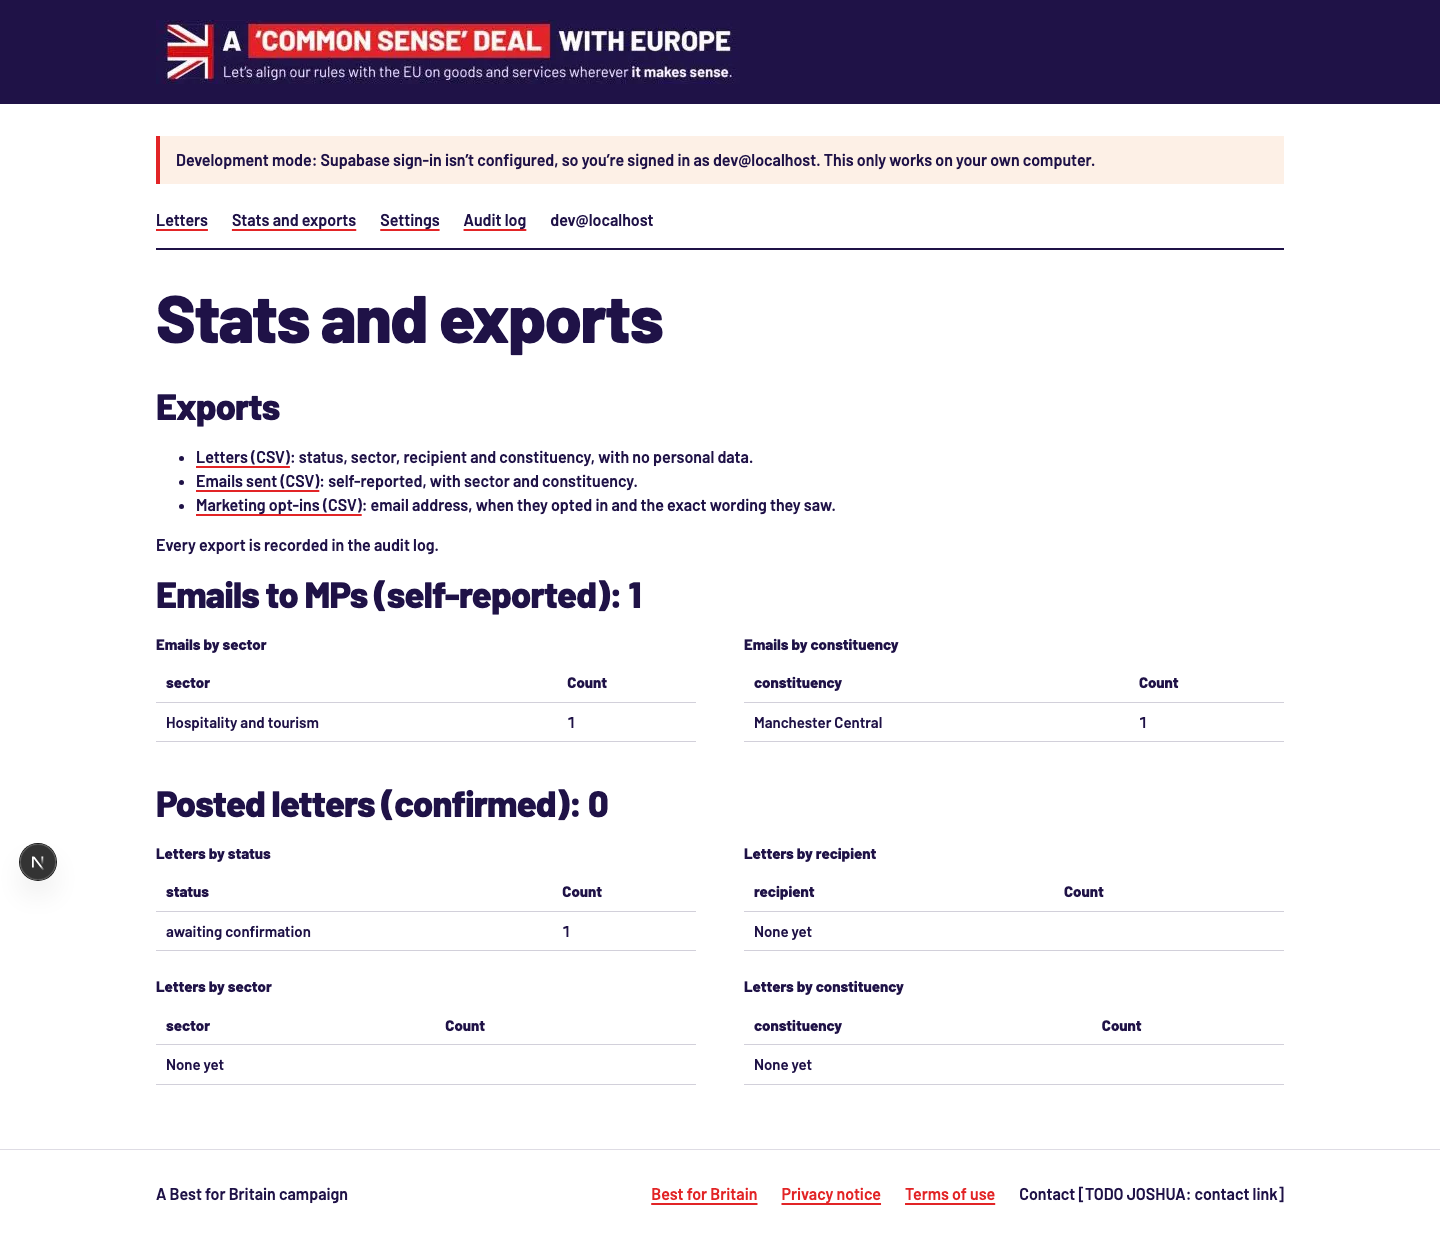 A ‘COMMON SENSE’ DEAL WITH EUROPE
Let’s align our rules with the EU on goods and services wherever it makes sense.
Development mode: Supabase sign-in isn’t configured, so you’re signed in as dev@localhost. This only works on your own computer.
Letters Stats and exports Settings Audit log dev@localhost
Stats and exports
Exports
• Letters (CSV): status, sector, recipient and constituency, with no personal data.
• Emails sent (CSV): self-reported, with sector and constituency.
• Marketing opt-ins (CSV): email address, when they opted in and the exact wording they saw.
Every export is recorded in the audit log.
Emails to MPs (self-reported): 1
Emails by sector
sector Count
Hospitality and tourism 1
Emails by constituency
constituency Count
Manchester Central 1
Posted letters (confirmed): 0
Letters by status
status Count
awaiting confirmation 1
Letters by recipient
recipient Count
None yet
Letters by sector
sector Count
None yet
Letters by constituency
constituency Count
None yet
N
A Best for Britain campaign
Best for Britain Privacy notice Terms of use Contact [TODO JOSHUA: contact link]